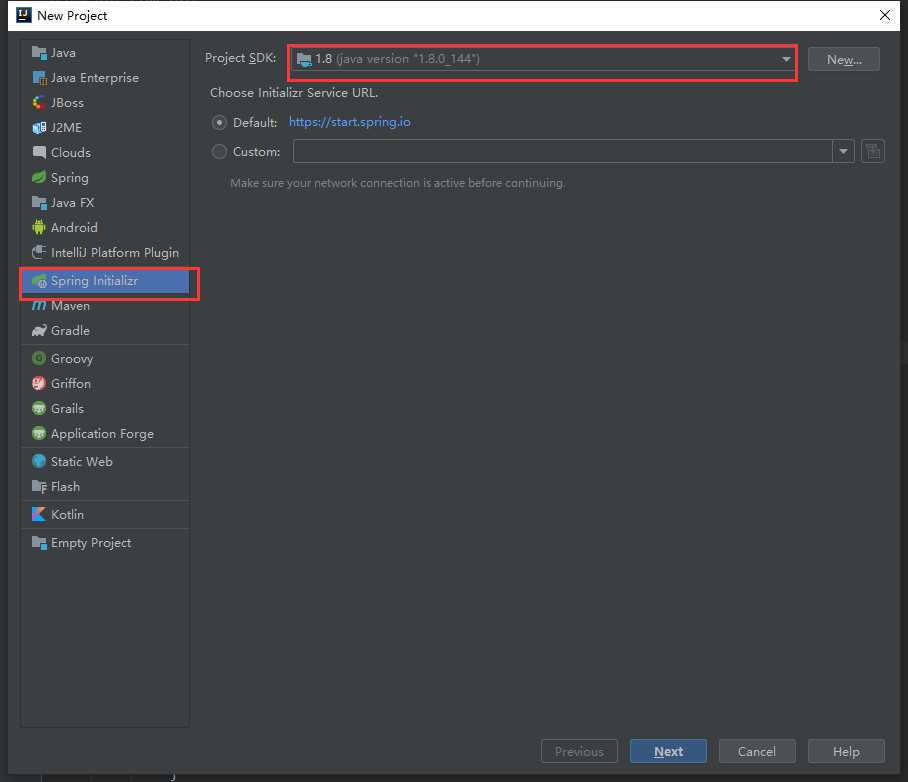 New Project
Java
Java Enterprise
JBoss
J2ME
Clouds
Spring
Java FX
Android
IntelliJ Platform Plugin
Spring Initializr
Maven
Gradle
Groovy
Griffon
Grails
Application Forge
Static Web
Flash
Kotlin
Empty Project
Project SDK: 1.8 (java version "1.8.0_144") New...
Choose Initializr Service URL.
Default: https://start.spring.io
Custom:
Make sure your network connection is active before continuing.
Previous Next Cancel Help